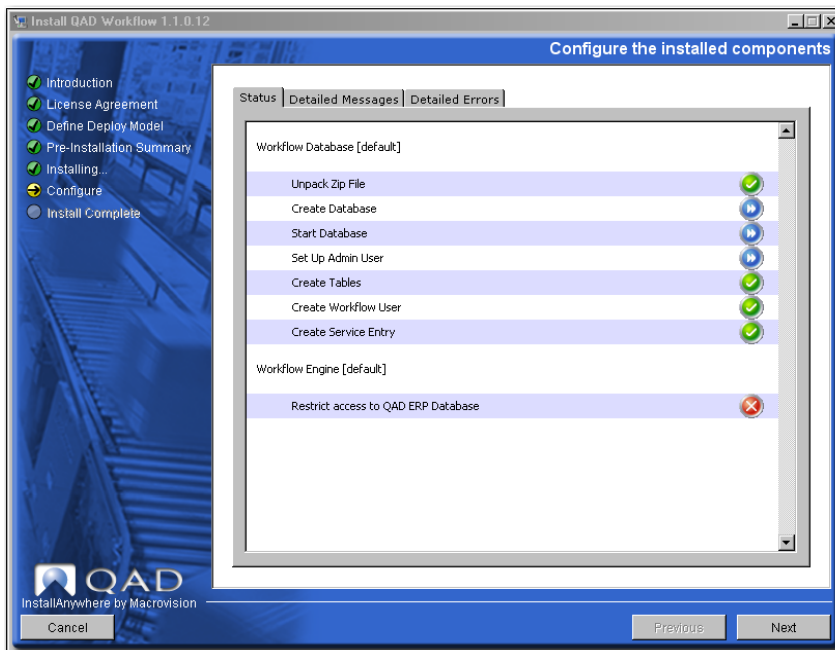 Install QAD Workflow 1.1.0.12
Configure the installed components
Introduction
License Agreement
Define Deploy Model
Pre-Installation Summary
Installing...
Configure
Install Complete
Status
Detailed Messages
Detailed Errors
Workflow Database [default]
Unpack Zip File
Create Database
Start Database
Set Up Admin User
Create Tables
Create Workflow User
Create Service Entry
Workflow Engine [default]
Restrict access to QAD ERP Database
QAD
InstallAnywhere by Macrovision
Cancel
Previous
Next